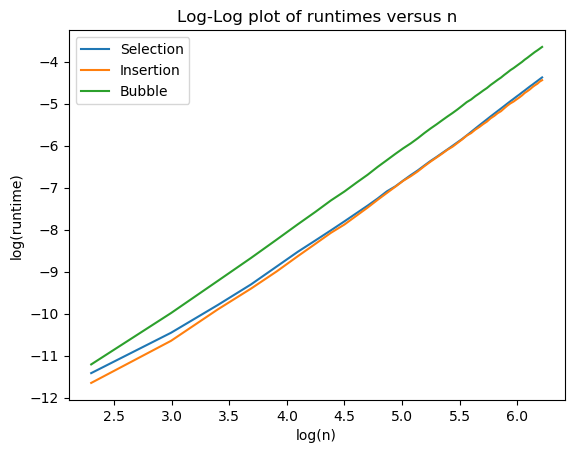 Log-Log plot of runtimes versus n
Selection
Insertion
Bubble
−4
−5
−6
−7
−8
−9
−10
−11
−12
log(runtime)
2.5 3.0 3.5 4.0 4.5 5.0 5.5 6.0
log(n)